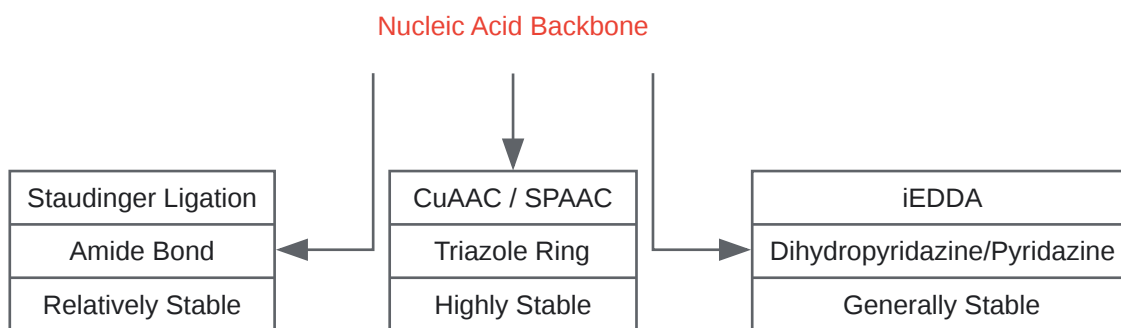 Nucleic Acid Backbone
Staudinger Ligation
Amide Bond
Relatively Stable
CuAAC / SPAAC
Triazole Ring
Highly Stable
iEDDA
Dihydropyridazine/Pyridazine
Generally Stable